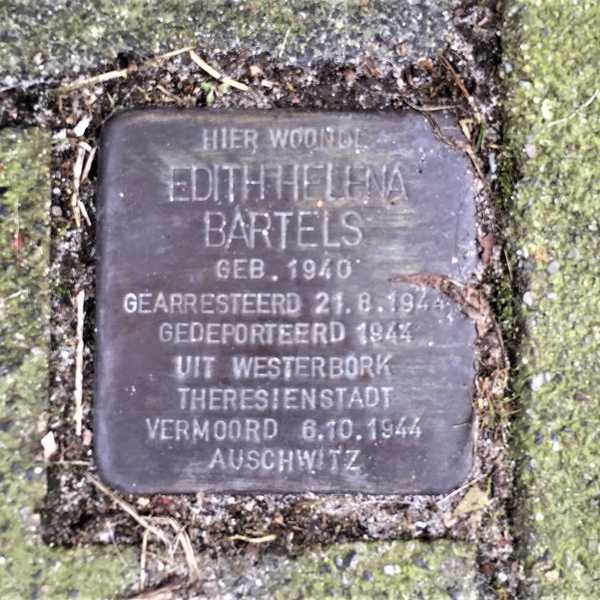 HIER WOONDE
EDITH HELENA
BARTELS
GEB. 1940
GEARRESTEERD 21.8.1944
GEDEPORTEERD 1944
UIT WESTERBORK
THERESIENSTADT
VERMOORD 6.10.1944
AUSCHWITZ